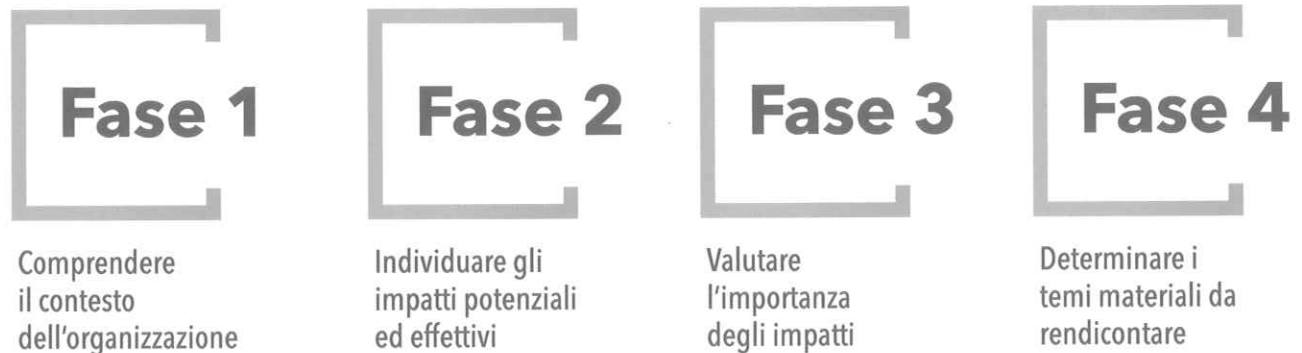 Fase 1
Comprendere
il contesto
dell'organizzazione
Fase 2
Individuare gli
impatti potenziali
ed effettivi
Fase 3
Valutare
l'importanza
degli impatti
Fase 4
Determinare i
temi materiali da
rendicontare